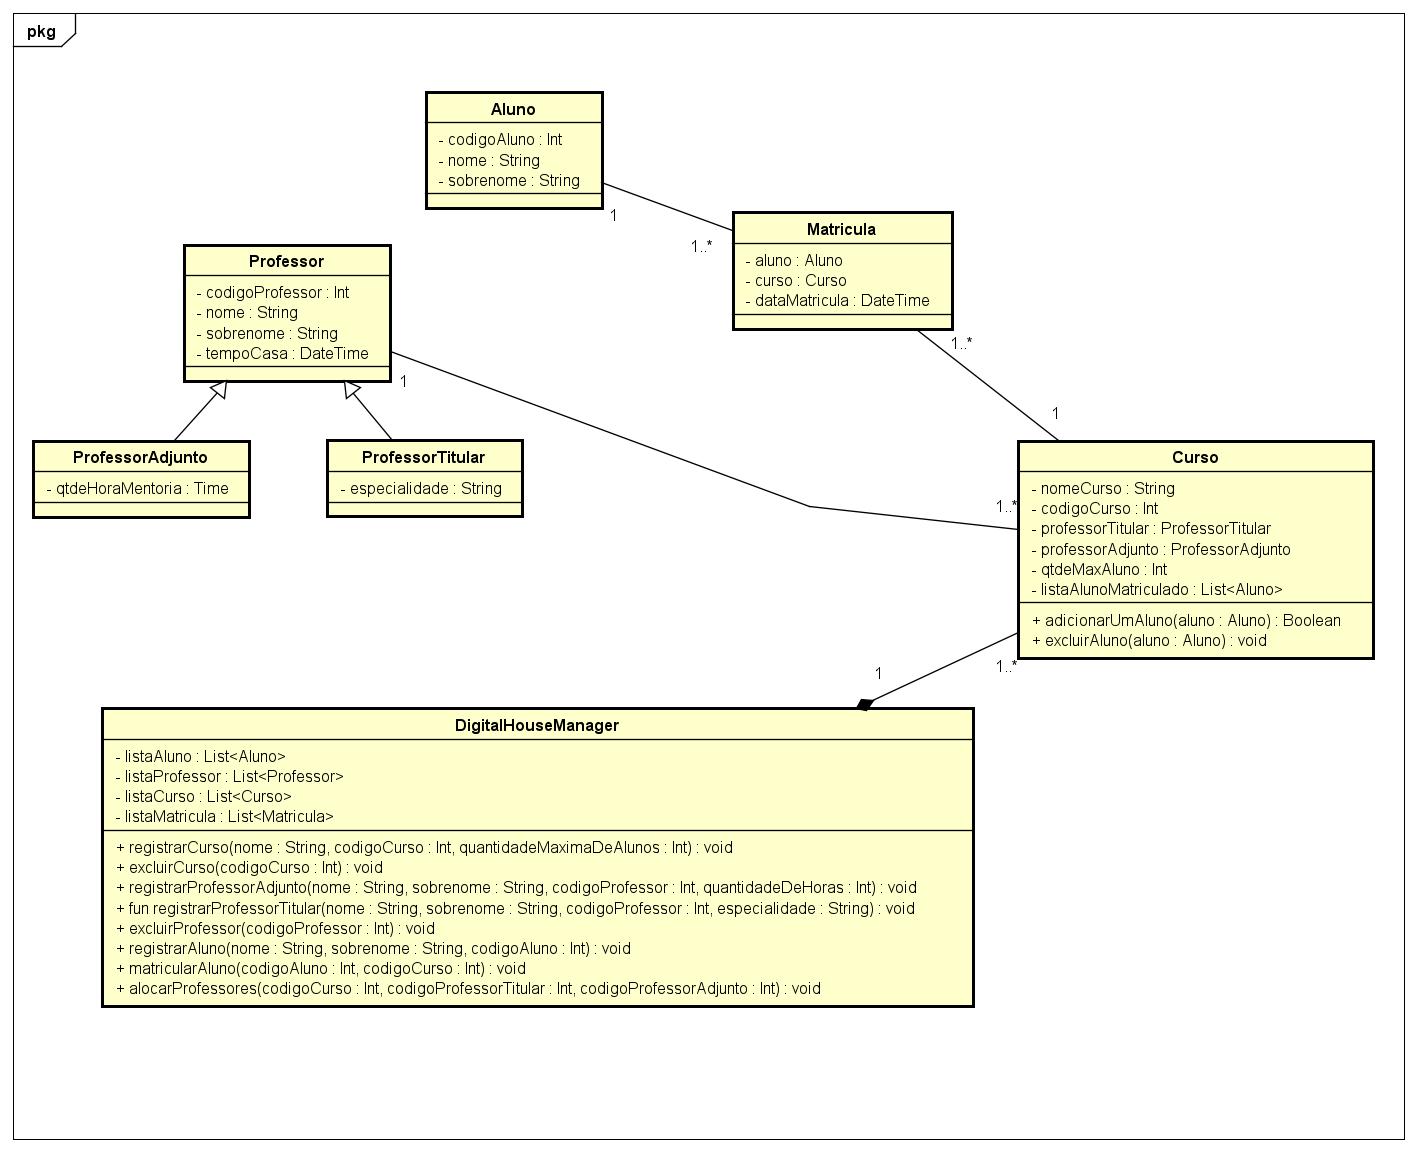 pkg
Aluno
- codigoAluno : Int
- nome : String
- sobrenome : String
1
1..*
Matricula
- aluno : Aluno
- curso : Curso
- dataMatricula : DateTime
1..*
1
Professor
- codigoProfessor : Int
- nome : String
- sobrenome : String
- tempoCasa : DateTime
1
1..*
ProfessorAdjunto
- qtdeHoraMentoria : Time
ProfessorTitular
- especialidade : String
Curso
- nomeCurso : String
- codigoCurso : Int
- professorTitular : ProfessorTitular
- professorAdjunto : ProfessorAdjunto
- qtdeMaxAluno : Int
- listaAlunoMatriculado : List<Aluno>
+ adicionarUmAluno(aluno : Aluno) : Boolean
+ excluirAluno(aluno : Aluno) : void
1..*
1
DigitalHouseManager
- listaAluno : List<Aluno>
- listaProfessor : List<Professor>
- listaCurso : List<Curso>
- listaMatricula : List<Matricula>
+ registrarCurso(nome : String, codigoCurso : Int, quantidadeMaximaDeAlunos : Int) : void
+ excluirCurso(codigoCurso : Int) : void
+ registrarProfessorAdjunto(nome : String, sobrenome : String, codigoProfessor : Int, quantidadeDeHoras : Int) : void
+ fun registrarProfessorTitular(nome : String, sobrenome : String, codigoProfessor : Int, especialidade : String) : void
+ excluirProfessor(codigoProfessor : Int) : void
+ registrarAluno(nome : String, sobrenome : String, codigoAluno : Int) : void
+ matricularAluno(codigoAluno : Int, codigoCurso : Int) : void
+ alocarProfessores(codigoCurso : Int, codigoProfessorTitular : Int, codigoProfessorAdjunto : Int) : void